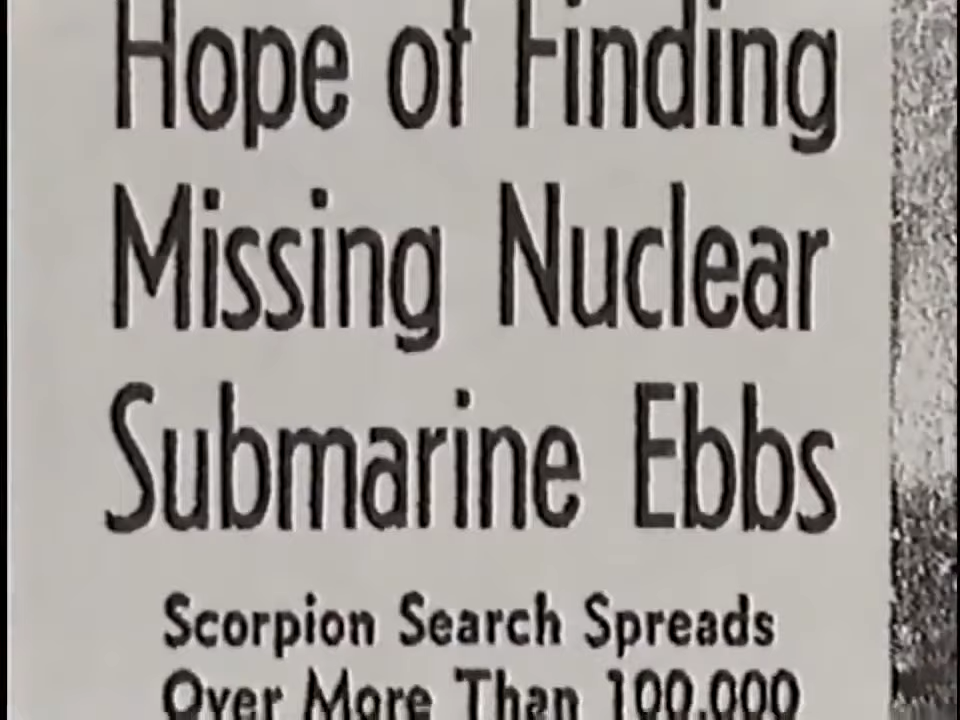 Hope of Finding
Missing Nuclear
Submarine Ebbs
Scorpion Search Spreads
Over More Than 100,000